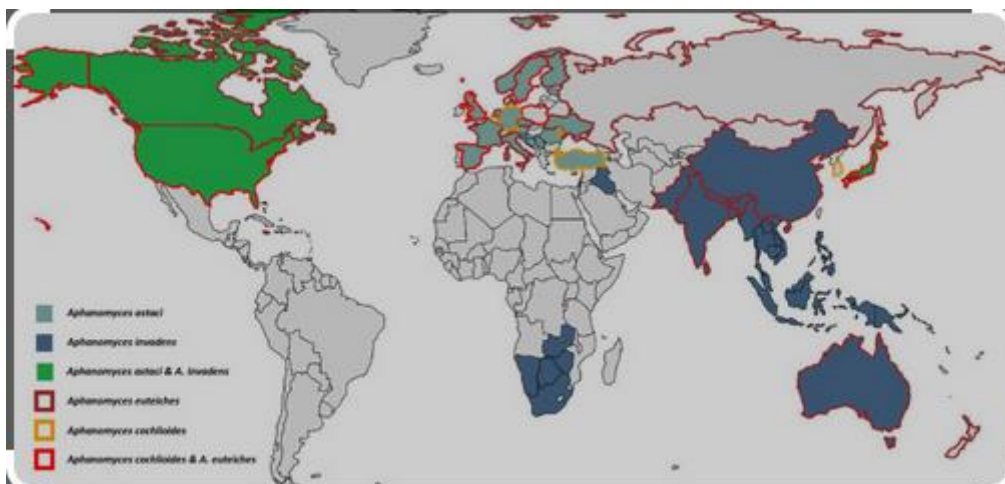 Aphanomyces astaci
Aphanomyces invadens
Aphanomyces astaci & A. invadens
Aphanomyces euteiches
Aphanomyces cochlioides
Aphanomyces cochlioides & A. euteiches